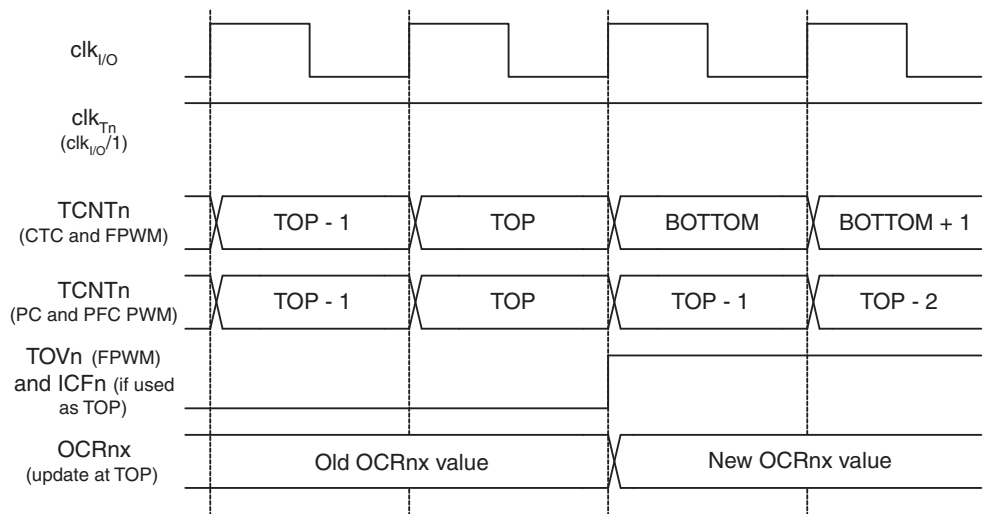 clkI/O
clkTn
(clkI/O/1)
TCNTn
(CTC and FPWM)
TOP - 1 TOP BOTTOM BOTTOM + 1
TCNTn
(PC and PFC PWM)
TOP - 1 TOP TOP - 1 TOP - 2
TOVn (FPWM)
and ICFn (if used
as TOP)
OCRnx
(update at TOP)
Old OCRnx value New OCRnx value